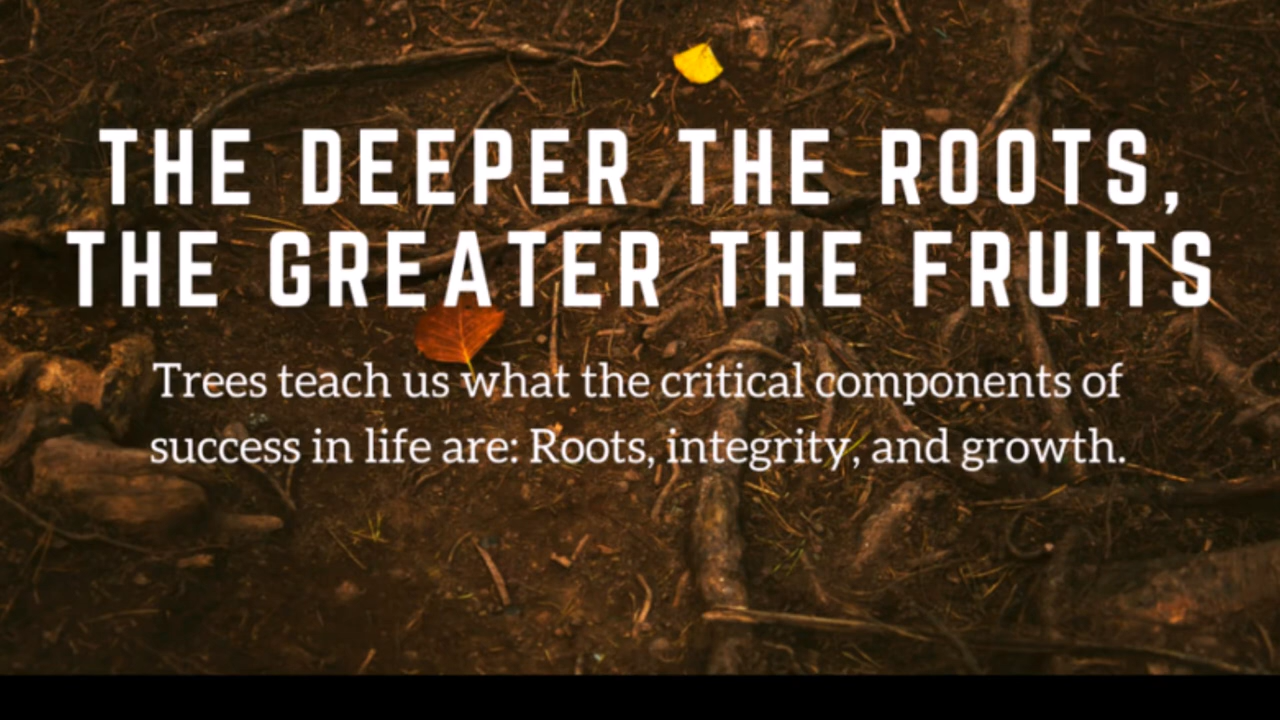 THE DEEPER THE ROOTS,
THE GREATER THE FRUITS
Trees teach us what the critical components of
success in life are: Roots, integrity, and growth.